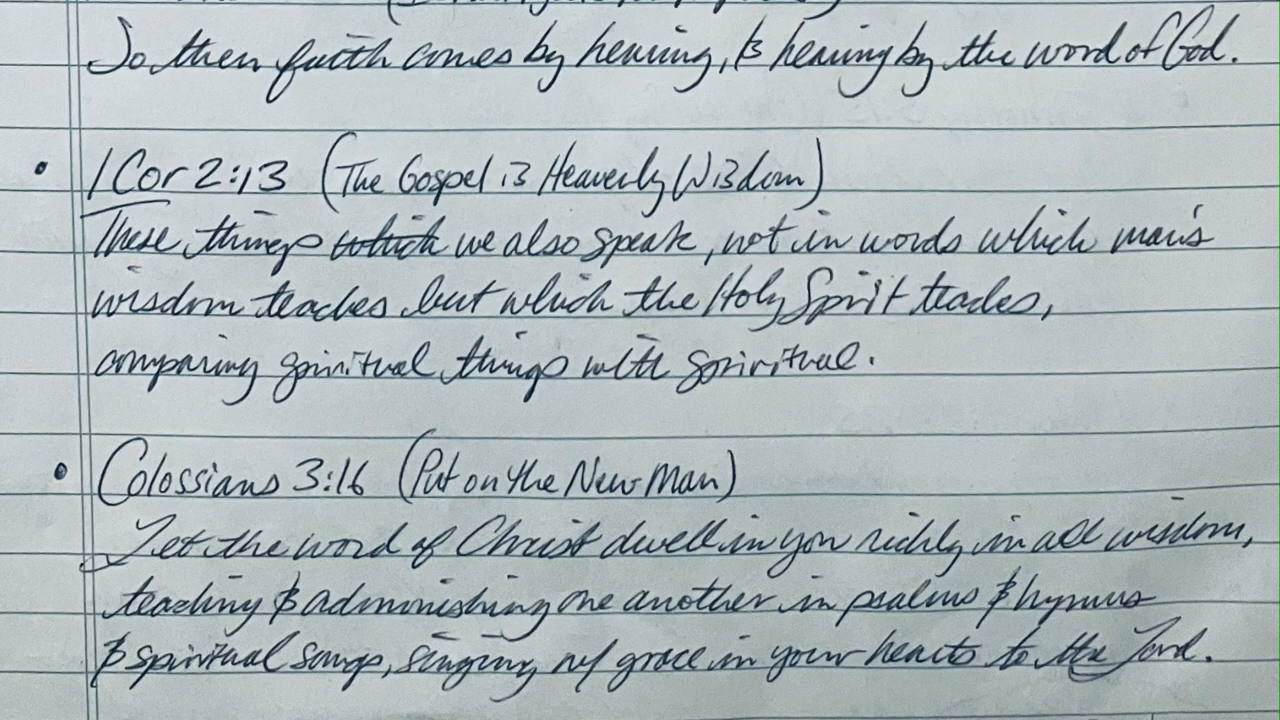 So then faith comes by hearing, & hearing by the word of God.
• 1 Cor 2:13 (The Gospel is Heavenly Wisdom)
These things which we also speak, not in words which man's
wisdom teaches but which the Holy Spirit teaches,
comparing spiritual things with spiritual.
• Colossians 3:16 (Put on the New Man)
Let the word of Christ dwell in you richly in all wisdom,
teaching & admonishing one another in psalms & hymns
& spiritual songs, singing w/ grace in your hearts to the Lord.